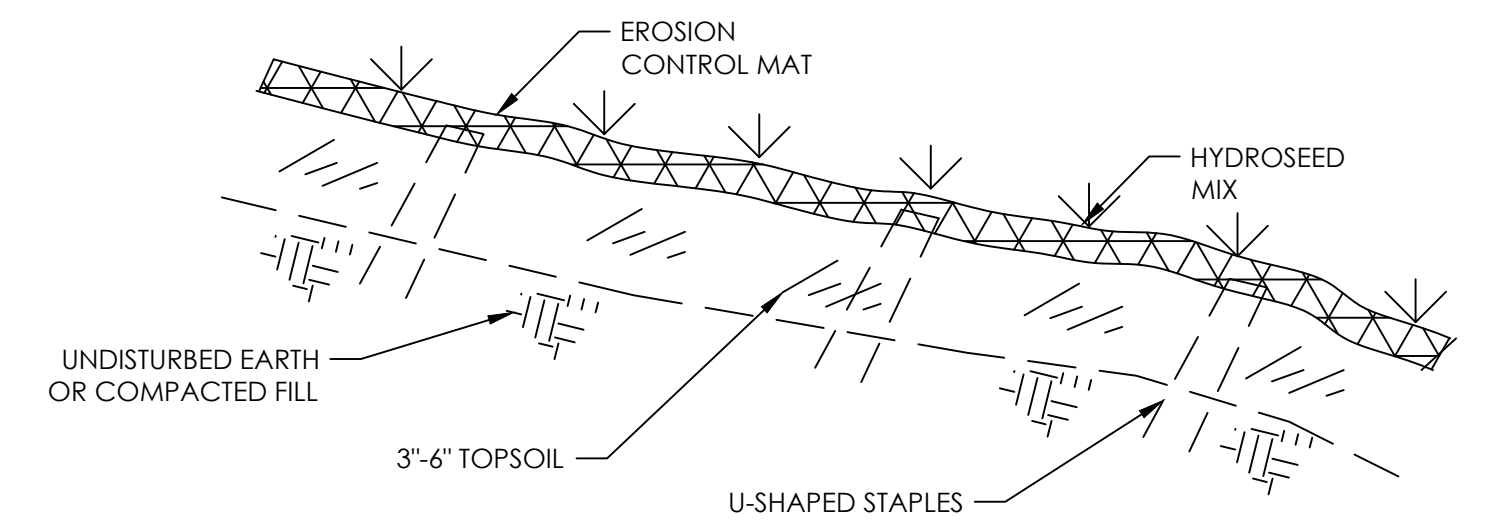 EROSION
CONTROL MAT
HYDROSEED
MIX
UNDISTURBED EARTH
OR COMPACTED FILL
3"-6" TOPSOIL
U-SHAPED STAPLES